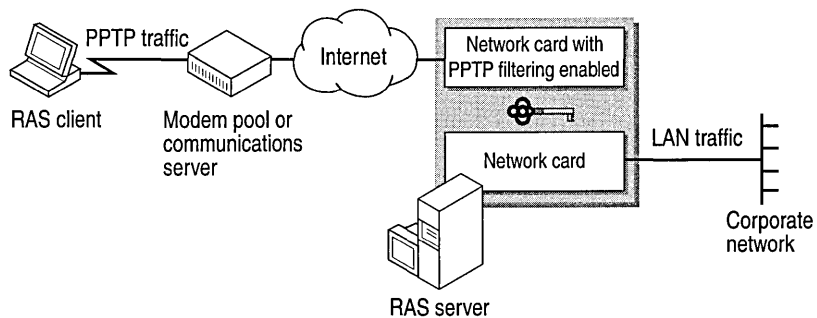 PPTP traffic
RAS client
Modem pool or
communications
server
Internet
Network card with
PPTP filtering enabled
Network card
RAS server
LAN traffic
Corporate
network